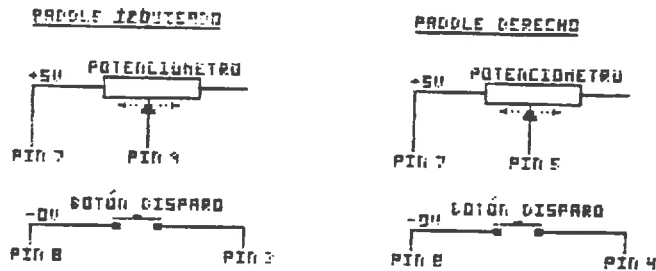 PADDLE IZQUIERDO
+5V POTENCIOMETRO
PIN 7 PIN 9
-0V BOTÓN DISPARO
PIN 8 PIN 3
PADDLE DERECHO
+5V POTENCIOMETRO
PIN 7 PIN 5
-0V BOTÓN DISPARO
PIN 8 PIN 4